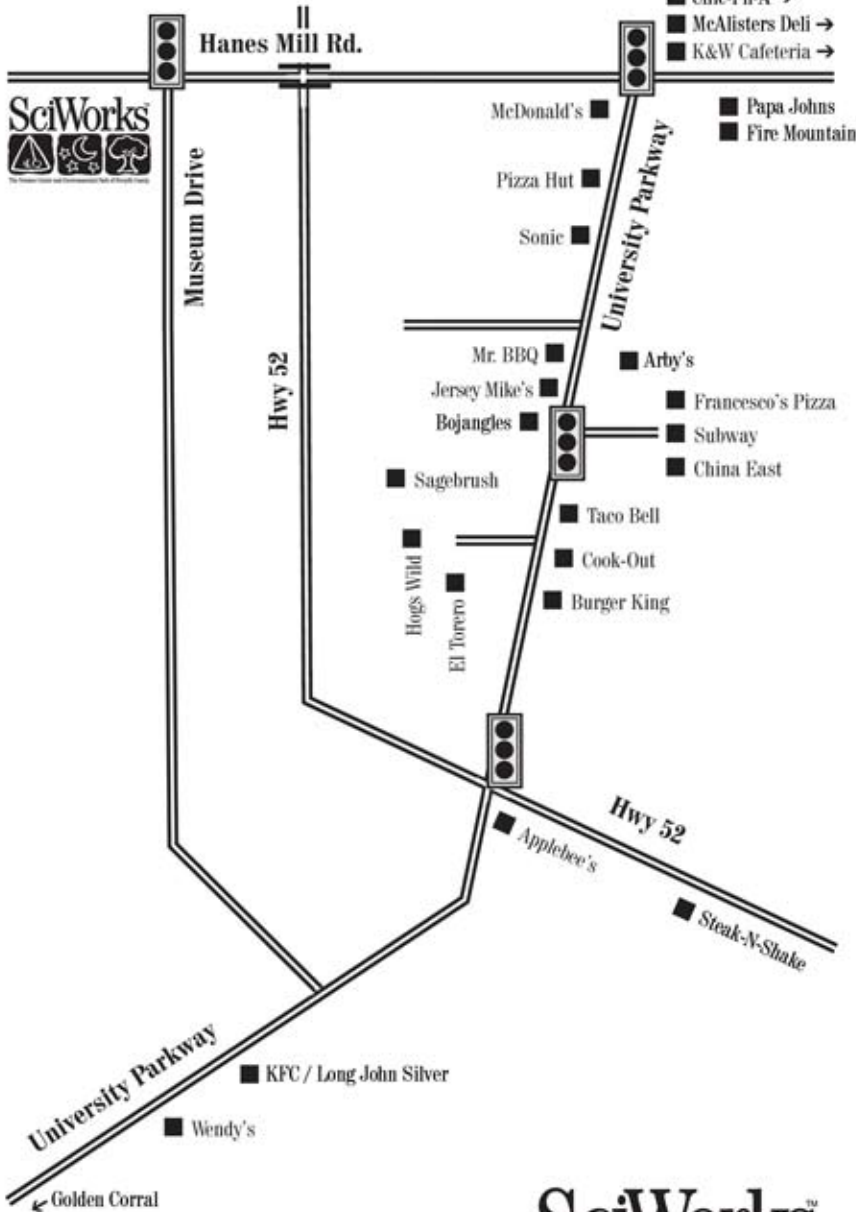 Chic-Fil-A →
McAlisters Deli →
K&W Cafeteria →
Hanes Mill Rd.
SciWorks
McDonald's
Papa Johns
Fire Mountain
Pizza Hut
Museum Drive
University Parkway
Sonic
Hwy 52
Mr. BBQ
Arby's
Jersey Mike's
Francesco's Pizza
Bojangles
Subway
China East
Sagebrush
Taco Bell
Hogs Wild
El Torero
Cook-Out
Burger King
Hwy 52
Applebee's
Steak-N-Shake
University Parkway
KFC / Long John Silver
Wendy's
← Golden Corral
SciWorks™